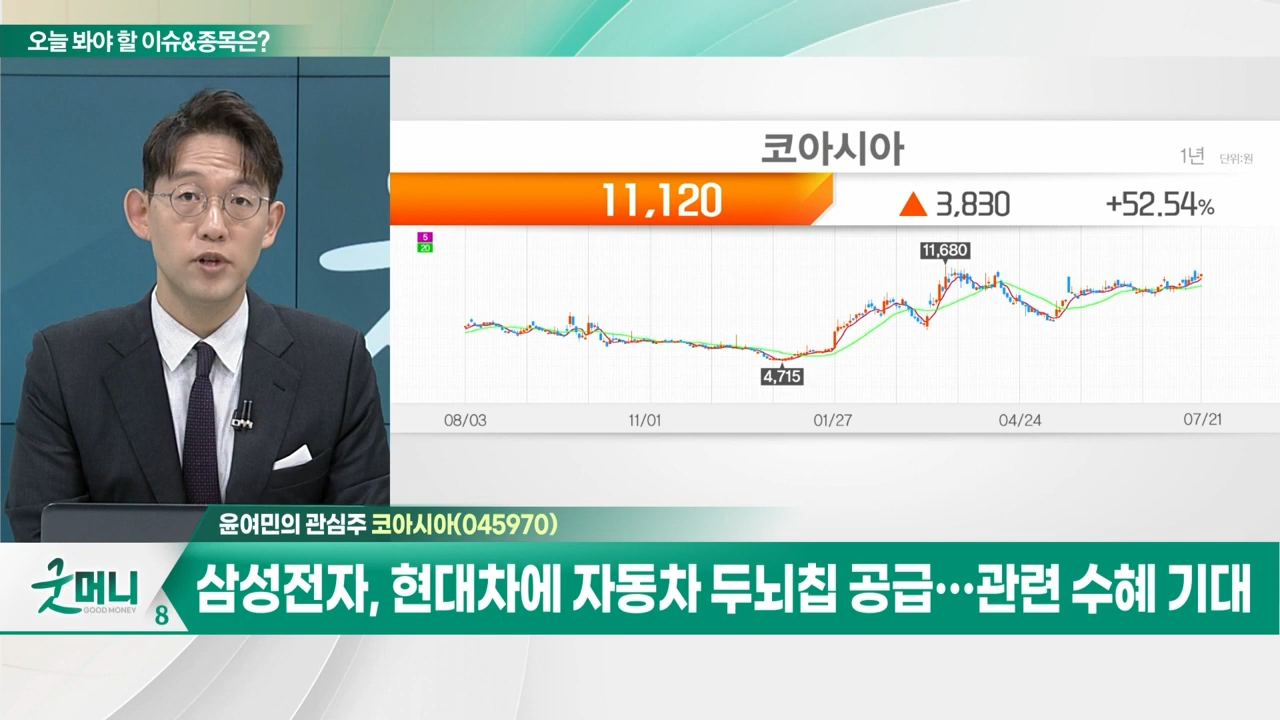 오늘 봐야 할 이슈&종목은?
코아시아
1년 단위:원
11,120 ▲ 3,830 +52.54%
5
20
11,680
4,715
08/03 11/01 01/27 04/24 07/21
윤여민의 관심주 코아시아(045970)
굿머니
GOOD MONEY
8
삼성전자, 현대차에 자동차 두뇌칩 공급…관련 수혜 기대